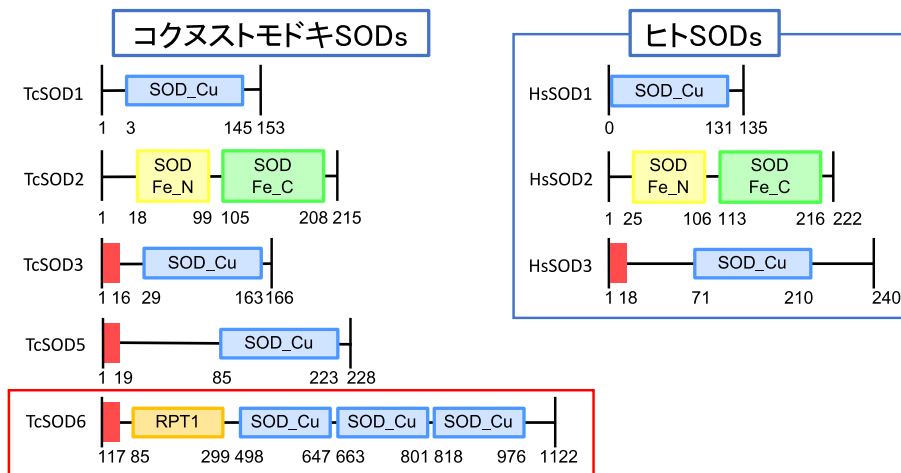 コクヌストモドキSODs
TcSOD1
SOD_Cu
1 3 145 153
TcSOD2
SOD
Fe_N
SOD
Fe_C
1 18 99 105 208 215
TcSOD3
SOD_Cu
1 16 29 163 166
TcSOD5
SOD_Cu
1 19 85 223 228
TcSOD6
RPT1 SOD_Cu SOD_Cu SOD_Cu
117 85 299 498 647 663 801 818 976 1122
ヒトSODs
HsSOD1
SOD_Cu
0 131 135
HsSOD2
SOD
Fe_N
SOD
Fe_C
1 25 106 113 216 222
HsSOD3
SOD_Cu
1 18 71 210 240